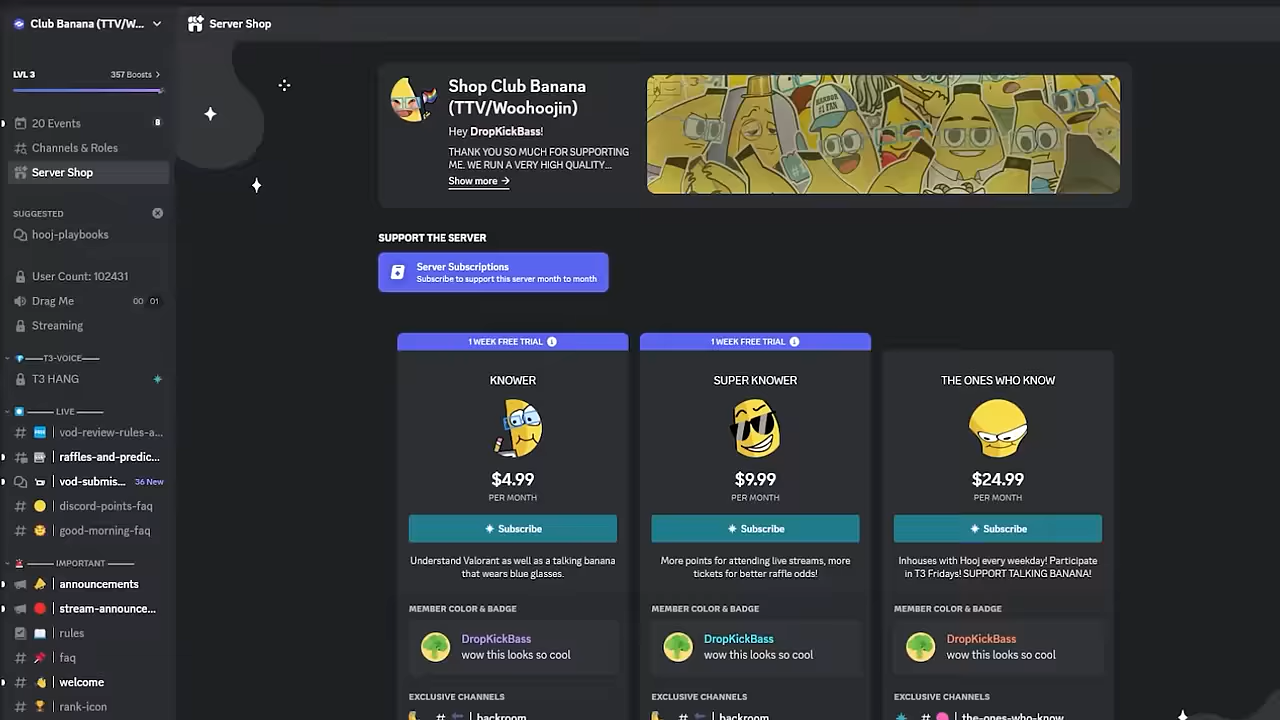 Club Banana (TTV/W...
Server Shop
LVL 3
357 Boosts
20 Events
8
Channels & Roles
Server Shop
SUGGESTED
hooj-playbooks
User Count: 102431
Drag Me
00 01
Streaming
T3-VOICE
T3 HANG
LIVE
vod-review-rules-a...
raffles-and-predic...
vod-submis...
36 New
discord-points-faq
good-morning-faq
IMPORTANT
announcements
stream-announce...
rules
faq
welcome
rank-icon
Shop Club Banana
(TTV/Woohoojin)
Hey DropKickBass!
THANK YOU SO MUCH FOR SUPPORTING
ME. WE RUN A VERY HIGH QUALITY...
Show more →
HARBOR
#1 FAN
SUPPORT THE SERVER
Server Subscriptions
Subscribe to support this server month to month
1 WEEK FREE TRIAL
KNOWER
$4.99
PER MONTH
Subscribe
Understand Valorant as well as a talking banana
that wears blue glasses.
MEMBER COLOR & BADGE
DropKickBass
wow this looks so cool
EXCLUSIVE CHANNELS
backroom
1 WEEK FREE TRIAL
SUPER KNOWER
$9.99
PER MONTH
Subscribe
More points for attending live streams, more
tickets for better raffle odds!
MEMBER COLOR & BADGE
DropKickBass
wow this looks so cool
EXCLUSIVE CHANNELS
backroom
THE ONES WHO KNOW
$24.99
PER MONTH
Subscribe
Inhouses with Hooj every weekday! Participate
in T3 Fridays! SUPPORT TALKING BANANA!
MEMBER COLOR & BADGE
DropKickBass
wow this looks so cool
EXCLUSIVE CHANNELS
the-ones-who-know